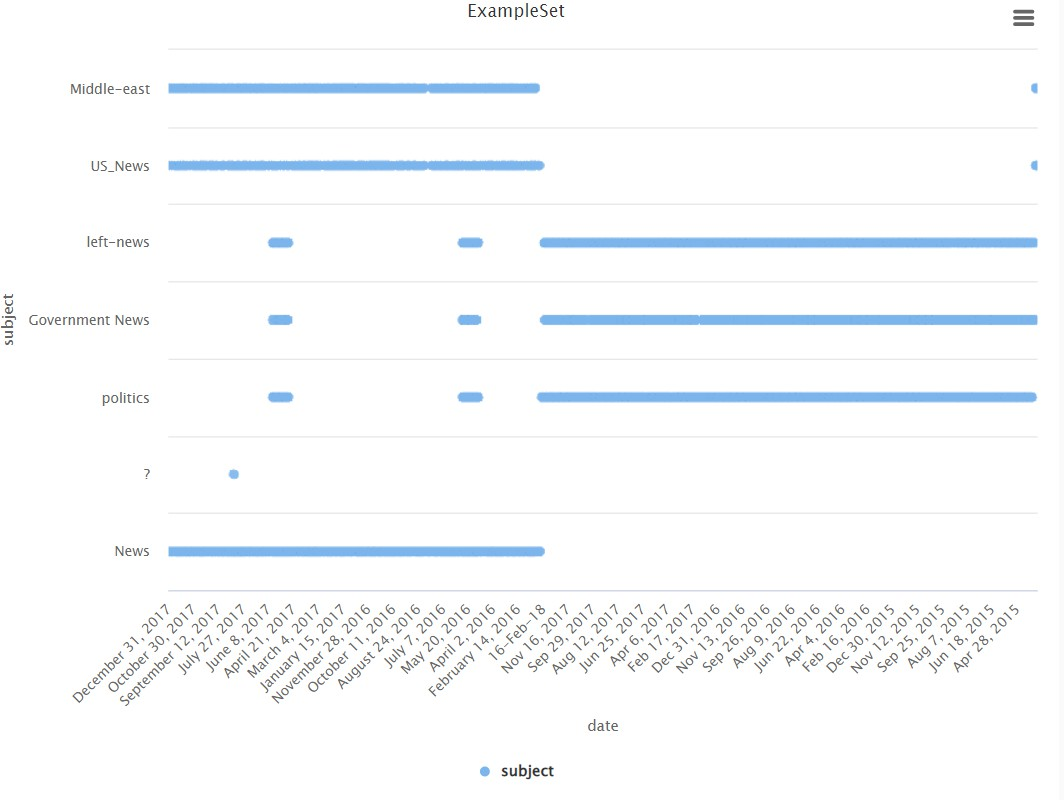 ExampleSet
Middle-east
US_News
left-news
Government News
politics
?
News
subject
December 31, 2017
October 30, 2017
September 12, 2017
July 27, 2017
June 8, 2017
April 21, 2017
March 4, 2017
January 15, 2017
November 28, 2016
October 11, 2016
August 24, 2016
July 7, 2016
May 20, 2016
April 2, 2016
February 14, 2016
16-Feb-18
Nov 16, 2017
Sep 29, 2017
Aug 12, 2017
Jun 25, 2017
Apr 6, 2017
Feb 17, 2017
Dec 31, 2016
Nov 13, 2016
Sep 26, 2016
Aug 9, 2016
Jun 22, 2016
Apr 4, 2016
Feb 16, 2016
Dec 30, 2015
Nov 12, 2015
Sep 25, 2015
Aug 7, 2015
Jun 18, 2015
Apr 28, 2015
date
subject